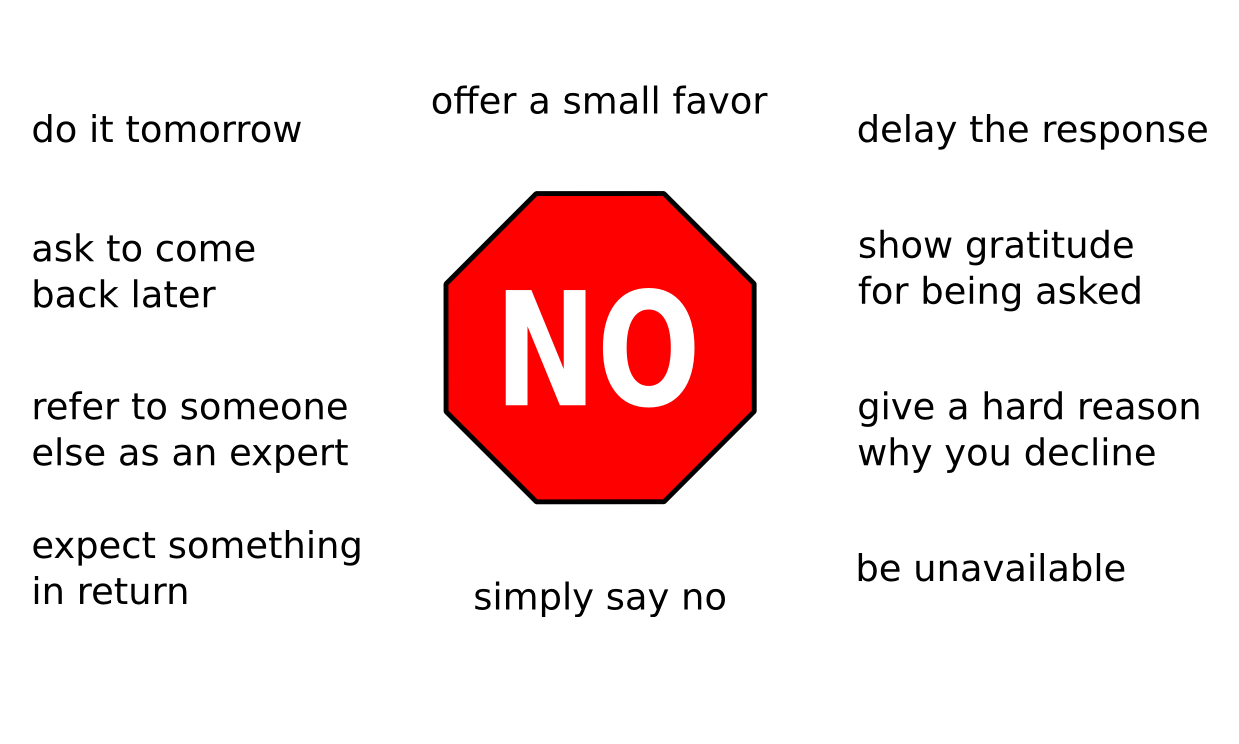 offer a small favor
do it tomorrow
delay the response
ask to come
back later
show gratitude
for being asked
NO
refer to someone
else as an expert
give a hard reason
why you decline
expect something
in return
be unavailable
simply say no